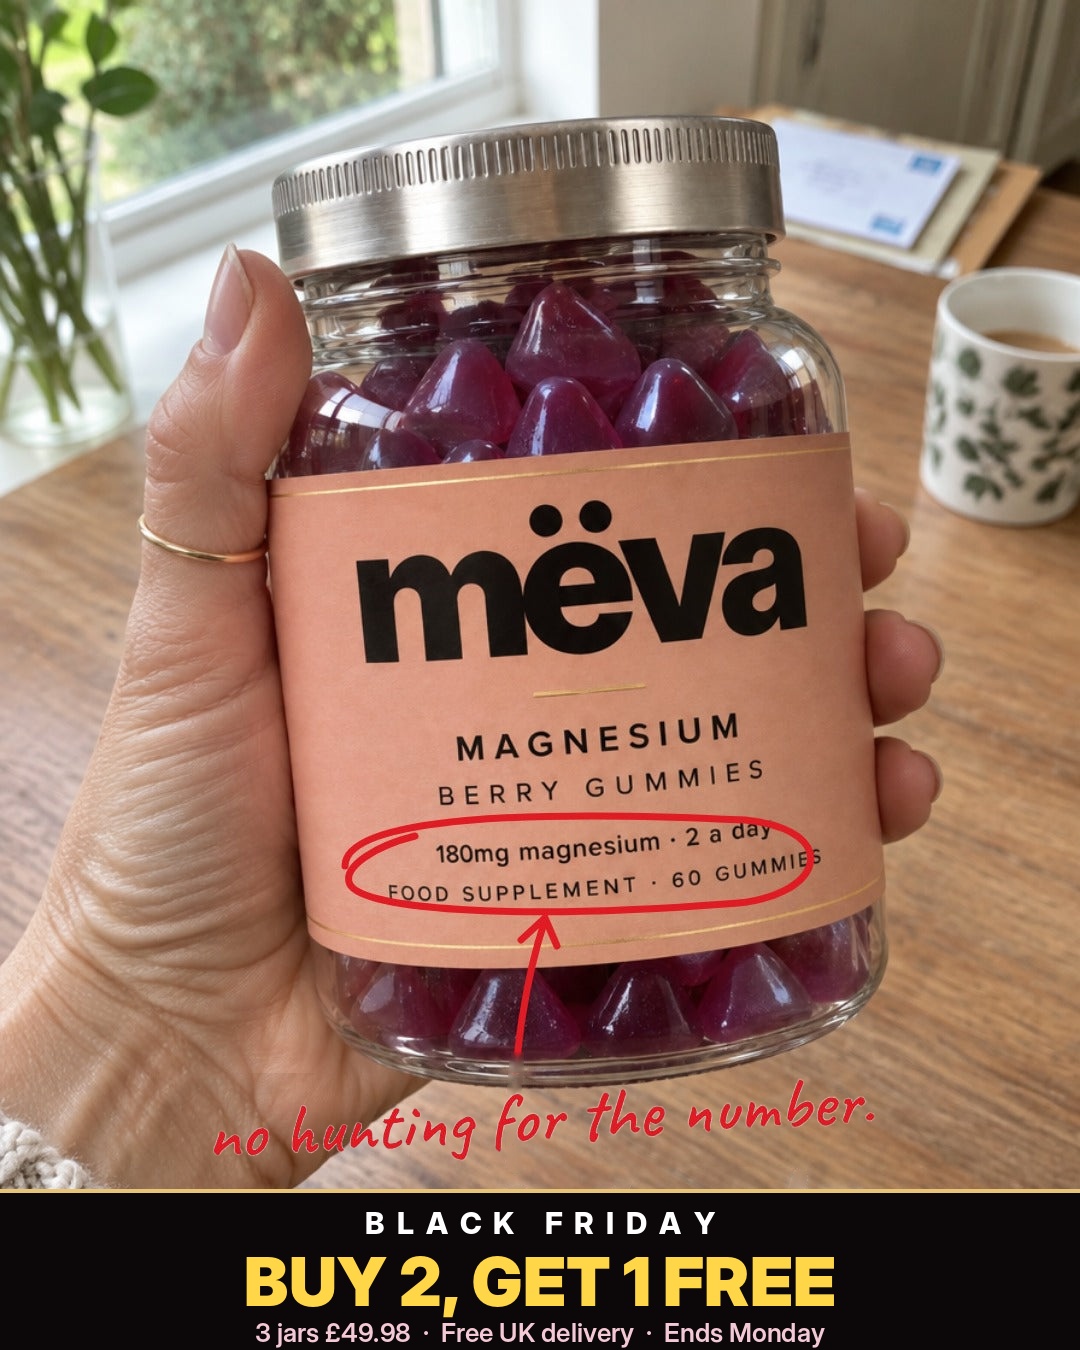 mëva
MAGNESIUM
BERRY GUMMIES
180mg magnesium · 2 a day
FOOD SUPPLEMENT · 60 GUMMIES
no hunting for the number.
BLACK FRIDAY
BUY 2, GET 1 FREE
3 jars £49.98 · Free UK delivery · Ends Monday